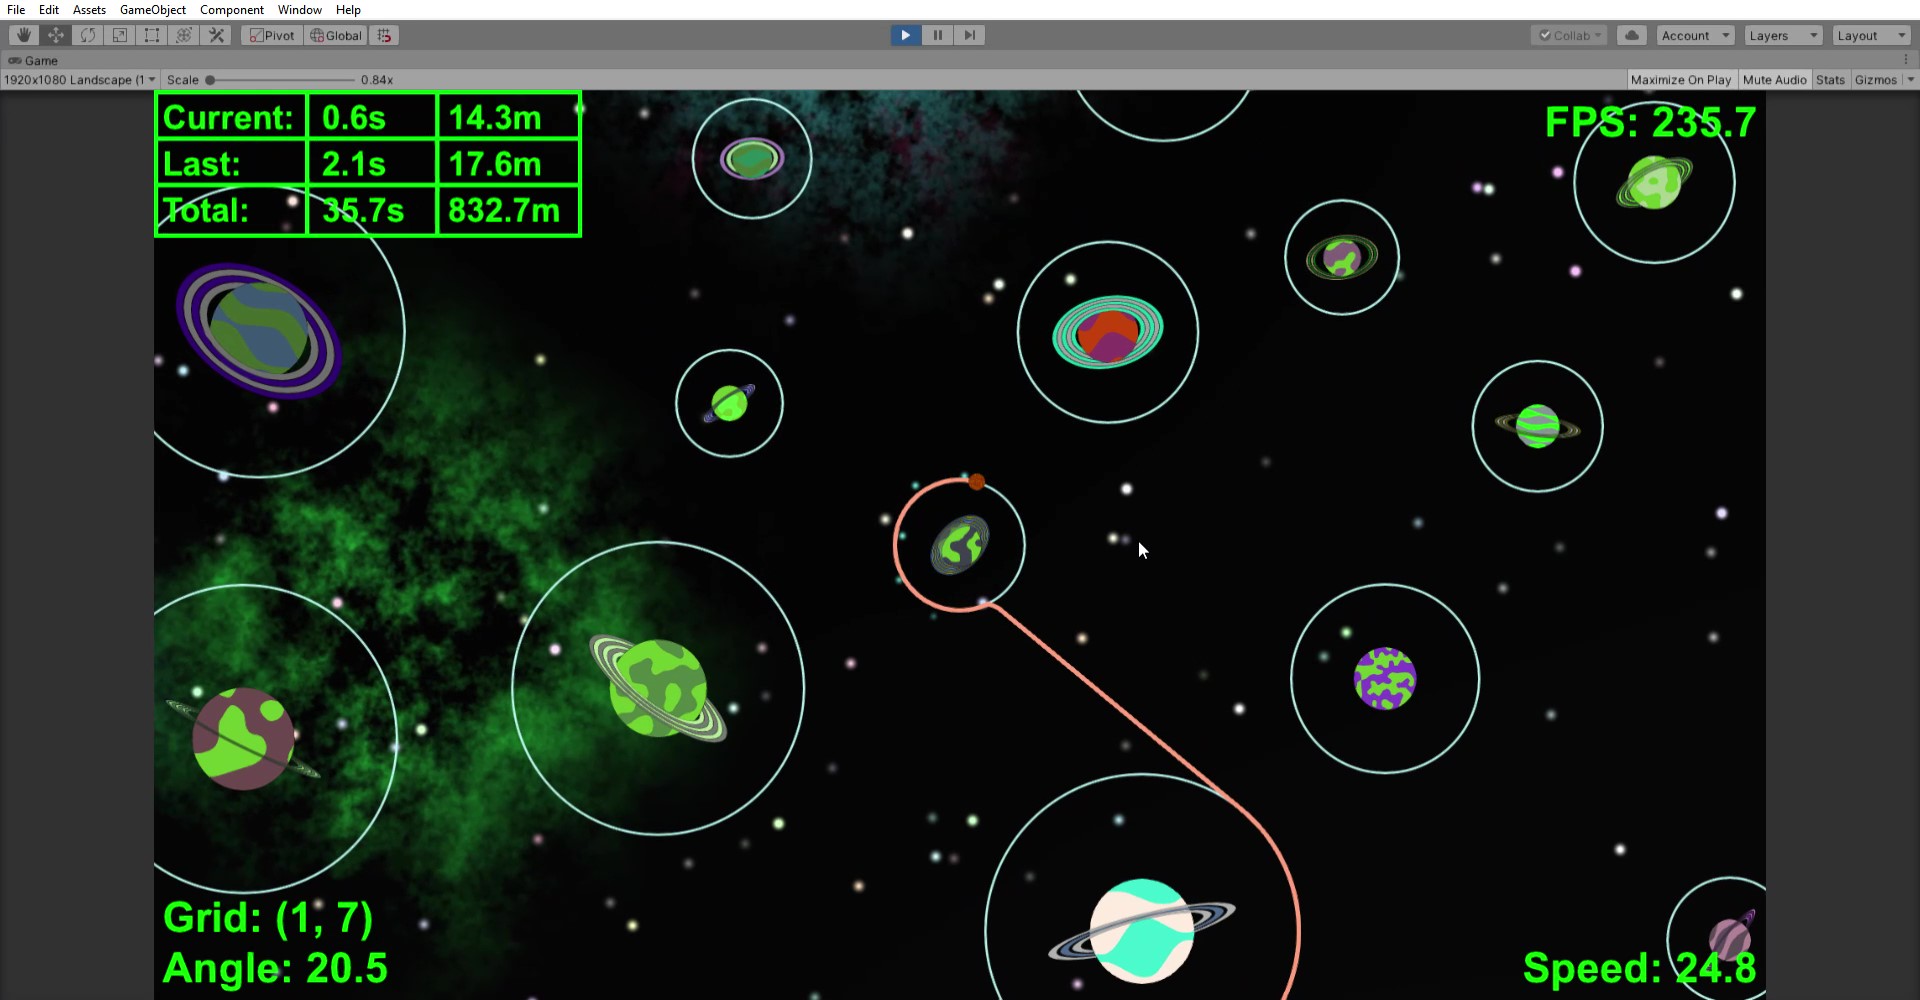 File Edit Assets GameObject Component Window Help
Pivot Global Collab Account Layers Layout
Game
1920x1080 Landscape (1 Scale 0.84x Maximize On Play Mute Audio Stats Gizmos
Current: 0.6s 14.3m
FPS: 235.7
Last: 2.1s 17.6m
Total: 35.7s 832.7m
Grid: (1, 7)
Angle: 20.5
Speed: 24.8